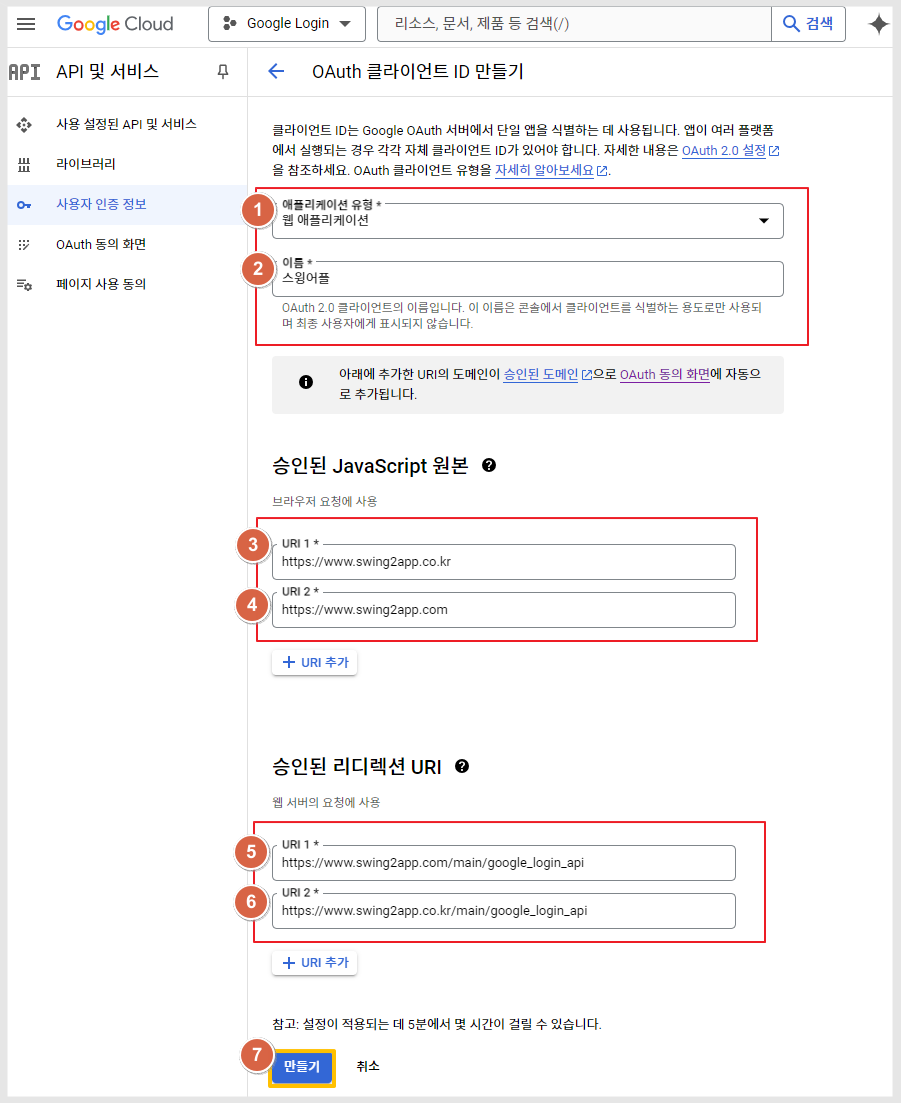 Google Cloud
Google Login
리소스, 문서, 제품 등 검색(/)
검색
API
API 및 서비스
OAuth 클라이언트 ID 만들기
사용 설정된 API 및 서비스
라이브러리
사용자 인증 정보
OAuth 동의 화면
페이지 사용 동의
클라이언트 ID는 Google OAuth 서버에서 단일 앱을 식별하는 데 사용됩니다. 앱이 여러 플랫폼
에서 실행되는 경우 각각 자체 클라이언트 ID가 있어야 합니다. 자세한 내용은 OAuth 2.0 설정
을 참조하세요. OAuth 클라이언트 유형을 자세히 알아보세요.
1
애플리케이션 유형 *
웹 애플리케이션
2
이름 *
스윙어플
OAuth 2.0 클라이언트의 이름입니다. 이 이름은 콘솔에서 클라이언트를 식별하는 용도로만 사용되
며 최종 사용자에게 표시되지 않습니다.
아래에 추가한 URI의 도메인이 승인된 도메인으로 OAuth 동의 화면에 자동으
로 추가됩니다.
승인된 JavaScript 원본
브라우저 요청에 사용
3
URI 1 *
https://www.swing2app.co.kr
4
URI 2 *
https://www.swing2app.com
+ URI 추가
승인된 리디렉션 URI
웹 서버의 요청에 사용
5
URI 1 *
https://www.swing2app.com/main/google_login_api
6
URI 2 *
https://www.swing2app.co.kr/main/google_login_api
+ URI 추가
참고: 설정이 적용되는 데 5분에서 몇 시간이 걸릴 수 있습니다.
7
만들기
취소